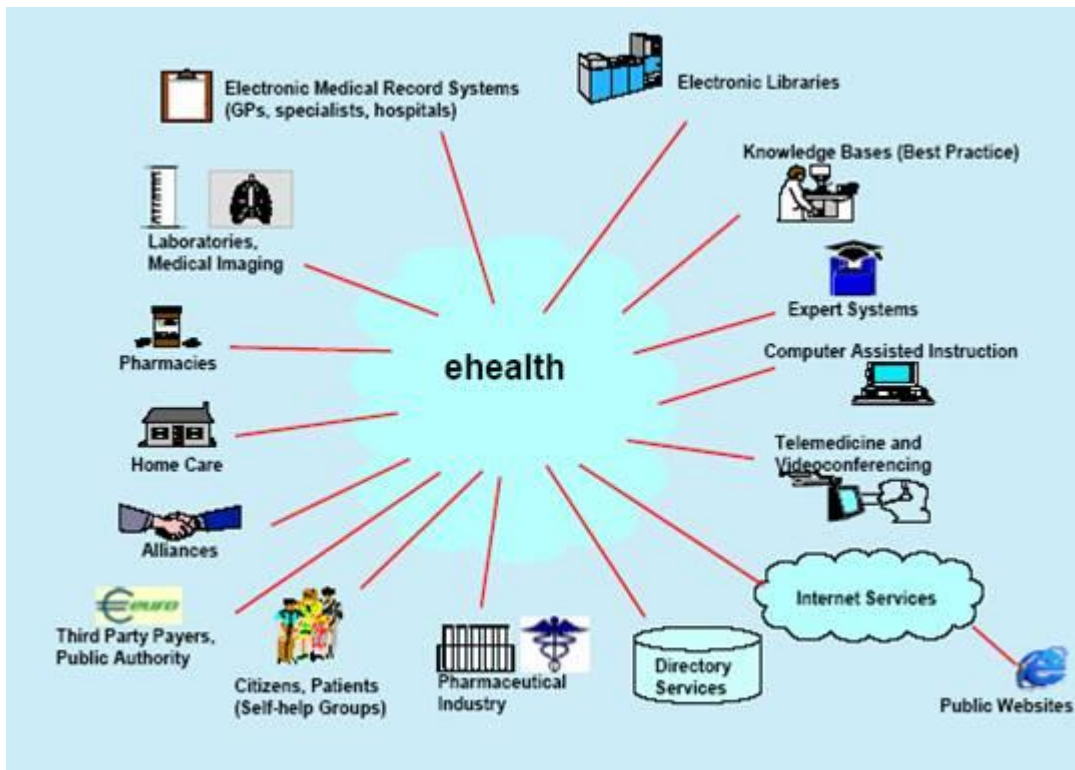 Electronic Medical Record Systems
(GPs, specialists, hospitals)
Electronic Libraries
Knowledge Bases (Best Practice)
Laboratories,
Medical Imaging
Expert Systems
Pharmacies
ehealth
Computer Assisted Instruction
Home Care
Telemedicine and
Videoconferencing
Alliances
Internet Services
euro
Third Party Payers,
Public Authority
Citizens, Patients
(Self-help Groups)
Pharmaceutical
Industry
Directory
Services
Public Websites